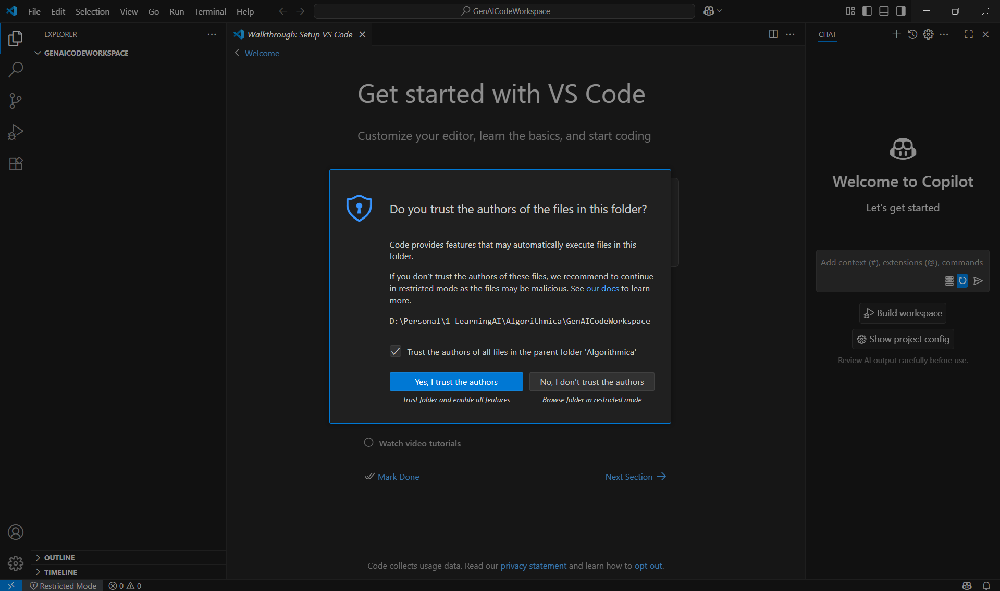 File Edit Selection View Go Run Terminal Help
GenAICodeWorkspace
EXPLORER
GENAICODEWORKSPACE
OUTLINE
TIMELINE
Walkthrough: Setup VS Code
Welcome
Get started with VS Code
Customize your editor, learn the basics, and start coding
Do you trust the authors of the files in this folder?
Code provides features that may automatically execute files in this
folder.
If you don't trust the authors of these files, we recommend to continue
in restricted mode as the files may be malicious. See our docs to learn
more.
D:\Personal\1_LearningAI\Algorithmica\GenAICodeWorkspace
Trust the authors of all files in the parent folder 'Algorithmica'
Yes, I trust the authors
No, I don't trust the authors
Trust folder and enable all features
Browse folder in restricted mode
Watch video tutorials
Mark Done
Next Section
Code collects usage data. Read our privacy statement and learn how to opt out.
CHAT
Welcome to Copilot
Let's get started
Add context (#), extensions (@), commands
Build workspace
Show project config
Review AI output carefully before use.
Restricted Mode
0 0